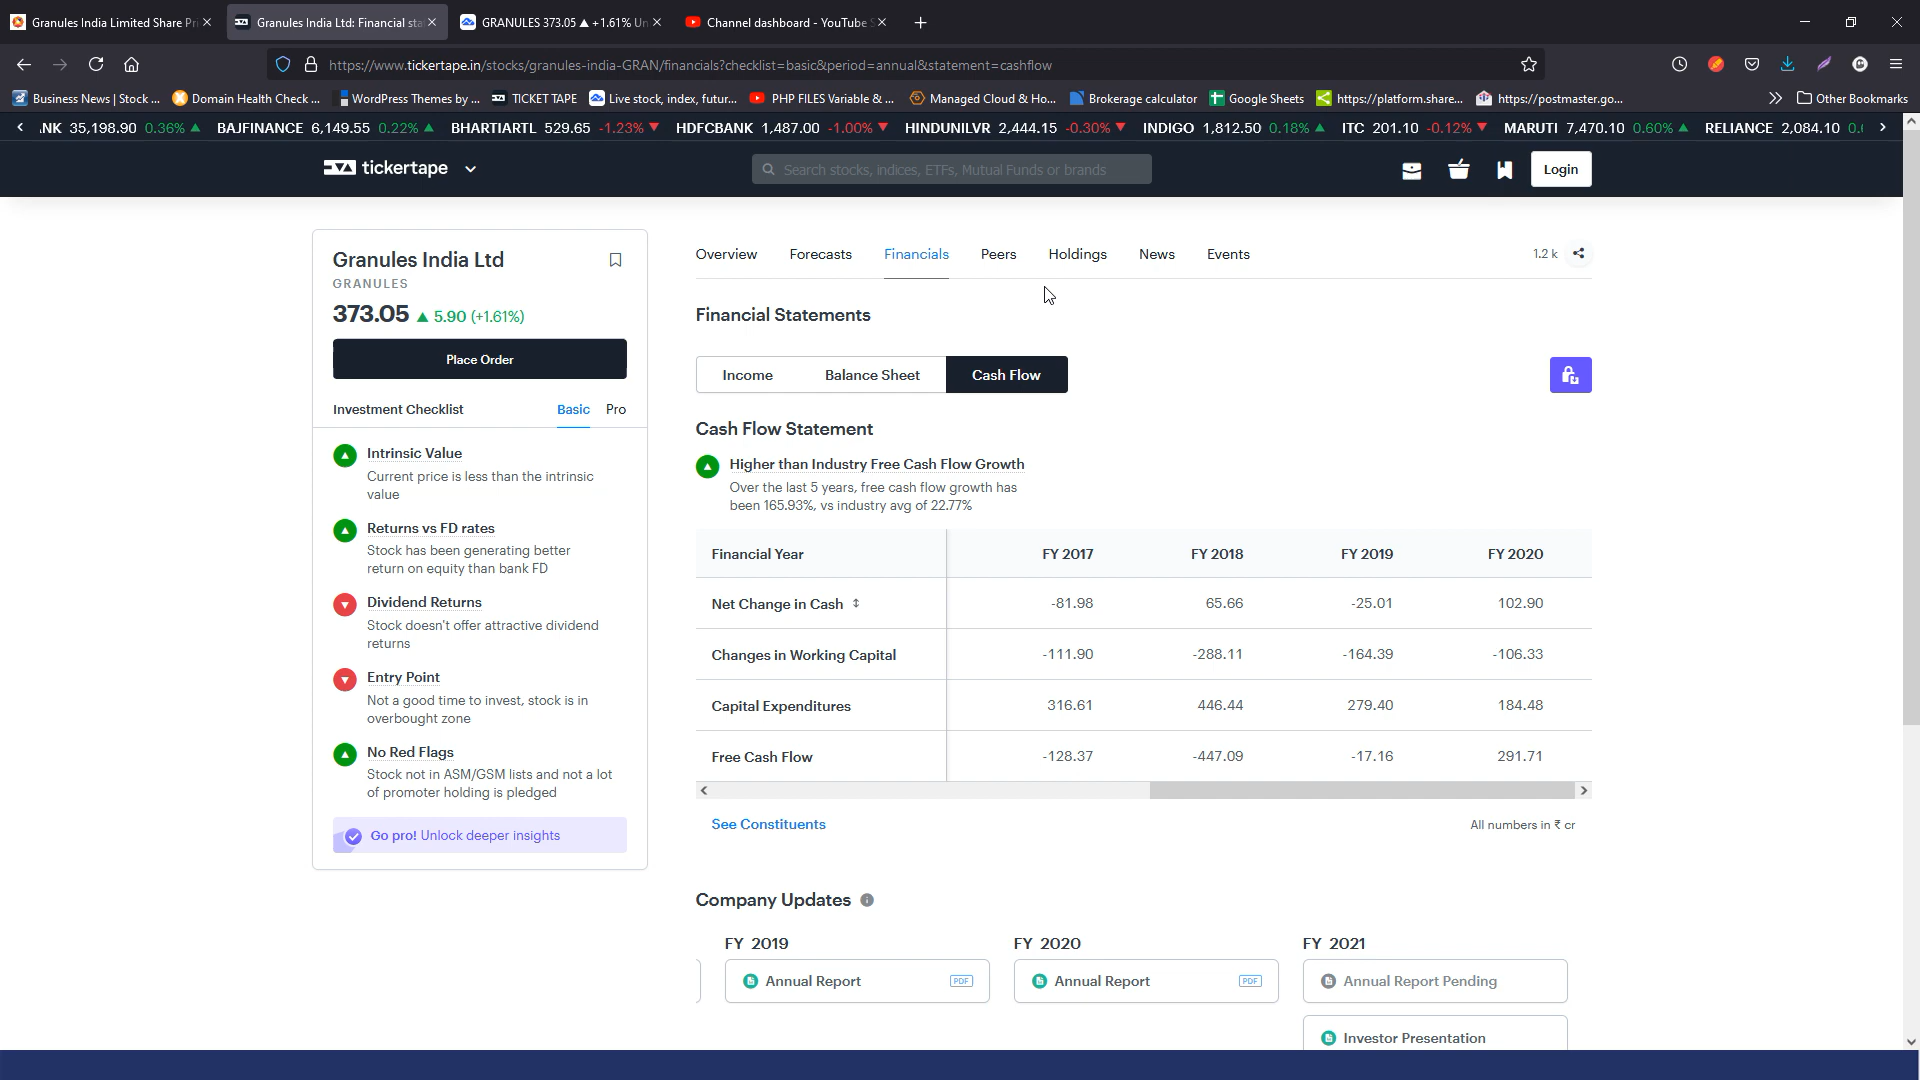 Granules India Limited Share Pri
Granules India Ltd: Financial sta
GRANULES 373.05 ▲ +1.61% Un
Channel dashboard - YouTube S
https://www.tickertape.in/stocks/granules-india-GRAN/financials?checklist=basic&period=annual&statement=cashflow
Business News | Stock ...
Domain Health Check ...
WordPress Themes by ...
TICKET TAPE
Live stock, index, futur...
PHP FILES Variable & ...
Managed Cloud & Ho...
Brokerage calculator
Google Sheets
https://platform.share...
https://postmaster.go...
Other Bookmarks
.NK 35,198.90 0.36% ▲ BAJFINANCE 6,149.55 0.22% ▲ BHARTIARTL 529.65 -1.23% ▼ HDFCBANK 1,487.00 -1.00% ▼ HINDUNILVR 2,444.15 -0.30% ▼ INDIGO 1,812.50 0.18% ▲ ITC 201.10 -0.12% ▼ MARUTI 7,470.10 0.60% ▲ RELIANCE 2,084.10
tickertape
Search stocks, indices, ETFs, Mutual Funds or brands
Login
Granules India Ltd
GRANULES
373.05 ▲ 5.90 (+1.61%)
Place Order
Investment Checklist Basic Pro
Intrinsic Value
Current price is less than the intrinsic
value
Returns vs FD rates
Stock has been generating better
return on equity than bank FD
Dividend Returns
Stock doesn't offer attractive dividend
returns
Entry Point
Not a good time to invest, stock is in
overbought zone
No Red Flags
Stock not in ASM/GSM lists and not a lot
of promoter holding is pledged
Go pro! Unlock deeper insights
Overview Forecasts Financials Peers Holdings News Events 1.2 k
Financial Statements
Income Balance Sheet Cash Flow
Cash Flow Statement
Higher than Industry Free Cash Flow Growth
Over the last 5 years, free cash flow growth has
been 165.93%, vs industry avg of 22.77%
Financial Year FY 2017 FY 2018 FY 2019 FY 2020
Net Change in Cash -81.98 65.66 -25.01 102.90
Changes in Working Capital -111.90 -288.11 -164.39 -106.33
Capital Expenditures 316.61 446.44 279.40 184.48
Free Cash Flow -128.37 -447.09 -17.16 291.71
See Constituents All numbers in ₹ cr
Company Updates
FY 2019 FY 2020 FY 2021
Annual Report PDF Annual Report PDF Annual Report Pending
Investor Presentation